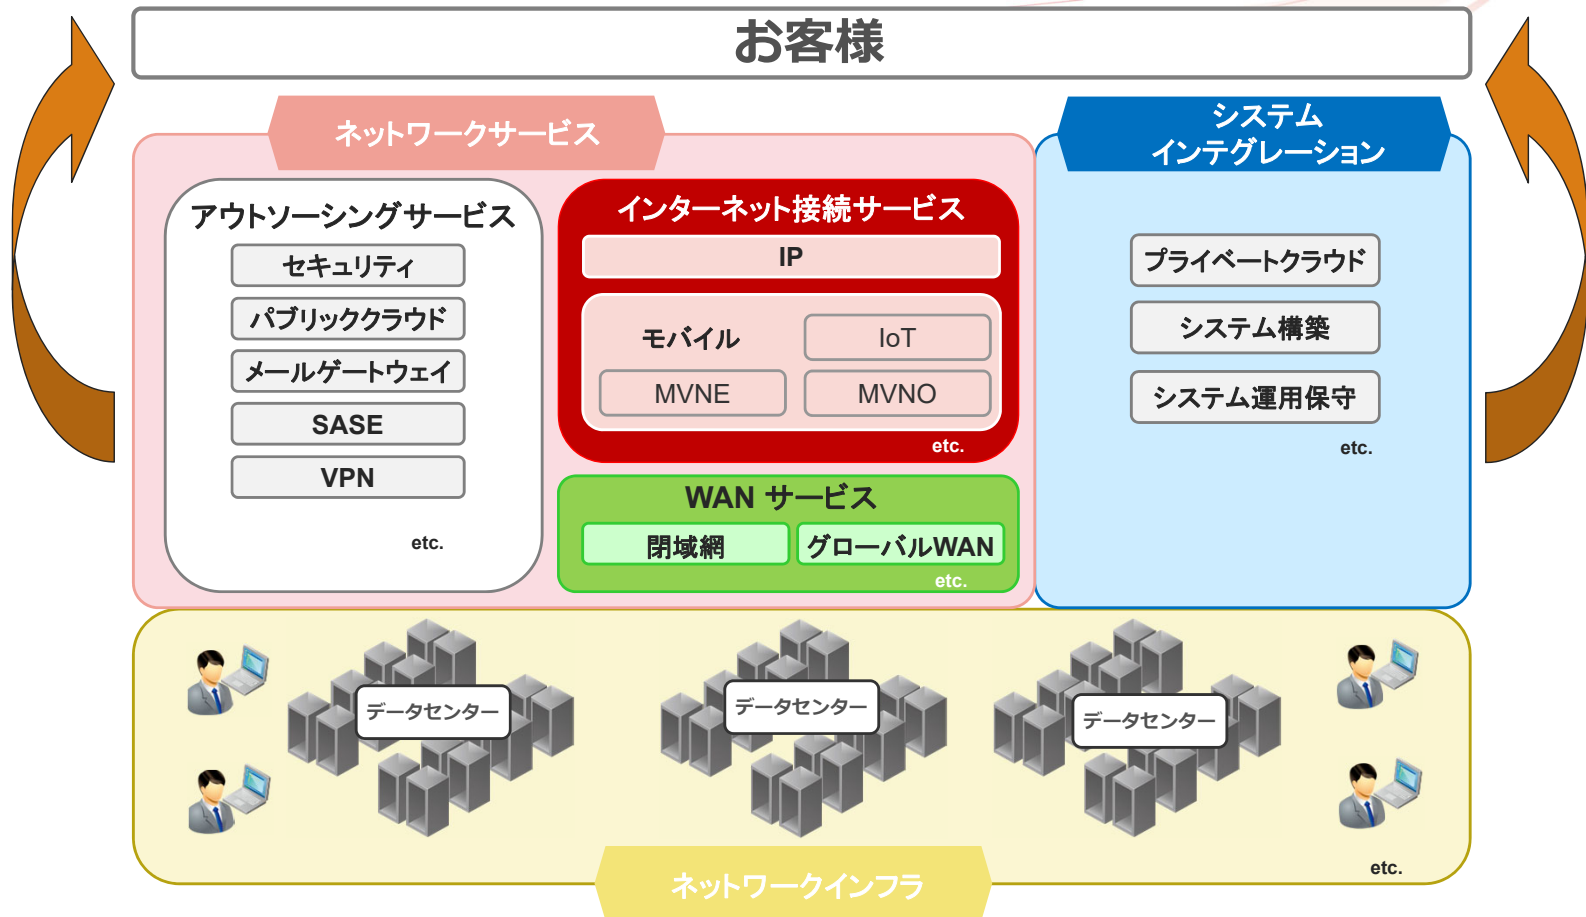 お客様
ネットワークサービス
アウトソーシングサービス
セキュリティ
パブリッククラウド
メールゲートウェイ
SASE
VPN
etc.
インターネット接続サービス
IP
モバイル
IoT
MVNE
MVNO
etc.
WAN サービス
閉域網
グローバルWAN
etc.
システム
インテグレーション
プライベートクラウド
システム構築
システム運用保守
etc.
データセンター
データセンター
データセンター
etc.
ネットワークインフラ